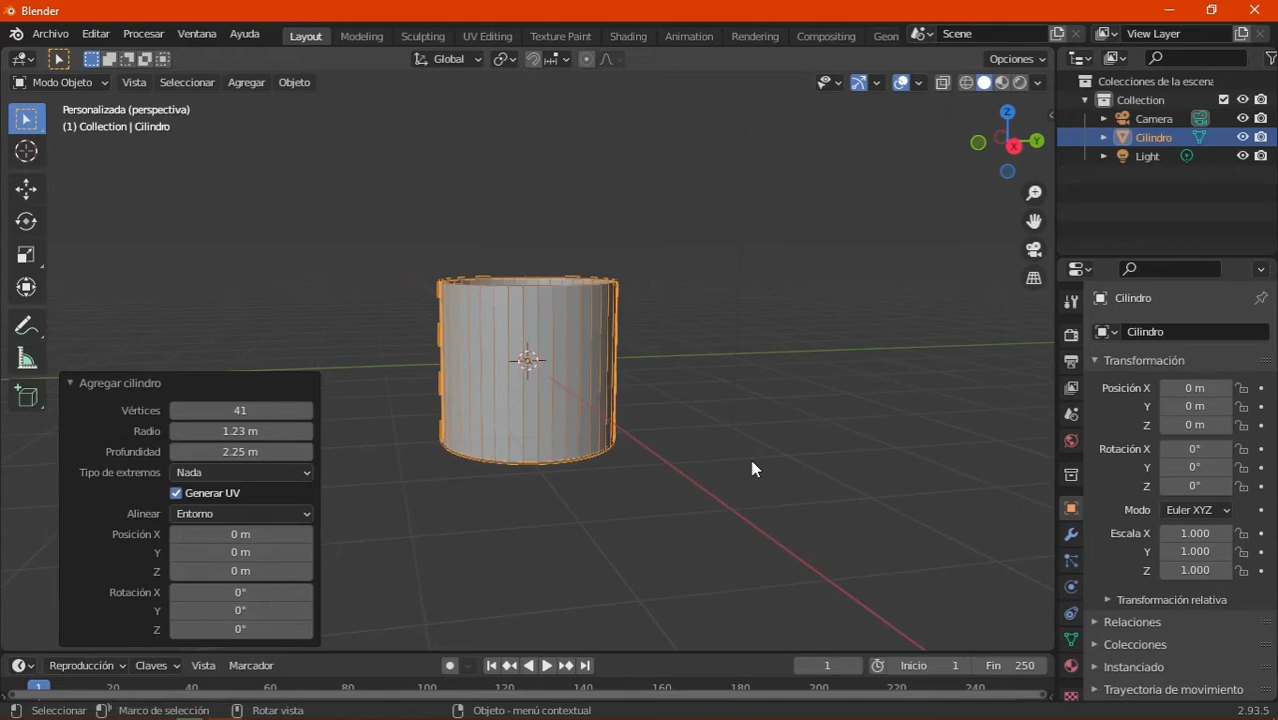 Blender
Archivo Editar Procesar Ventana Ayuda Layout Modeling Sculpting UV Editing Texture Paint Shading Animation Rendering Compositing Geon Scene View Layer
Global Opciones
Modo Objeto Vista Seleccionar Agregar Objeto
Personalizada (perspectiva)
(1) Collection | Cilindro
Z
Y
X
Colecciones de la escena
Collection
Camera
Cilindro
Light
Agregar cilindro
Vértices 41
Radio 1.23 m
Profundidad 2.25 m
Tipo de extremos Nada
Generar UV
Alinear Entorno
Posición X 0 m
Y 0 m
Z 0 m
Rotación X 0°
Y 0°
Z 0°
Cilindro
Cilindro
Transformación
Posición X 0 m
Y 0 m
Z 0 m
Rotación X 0°
Y 0°
Z 0°
Modo Euler XYZ
Escala X 1.000
Y 1.000
Z 1.000
Transformación relativa
Relaciones
Colecciones
Instanciado
Trayectoria de movimiento
Reproducción Claves Vista Marcador 1 Inicio 1 Fin 250
1 20 40 60 80 100 120 140 160 180 200 220 240
Seleccionar Marco de selección Rotar vista Objeto - menú contextual 2.93.5